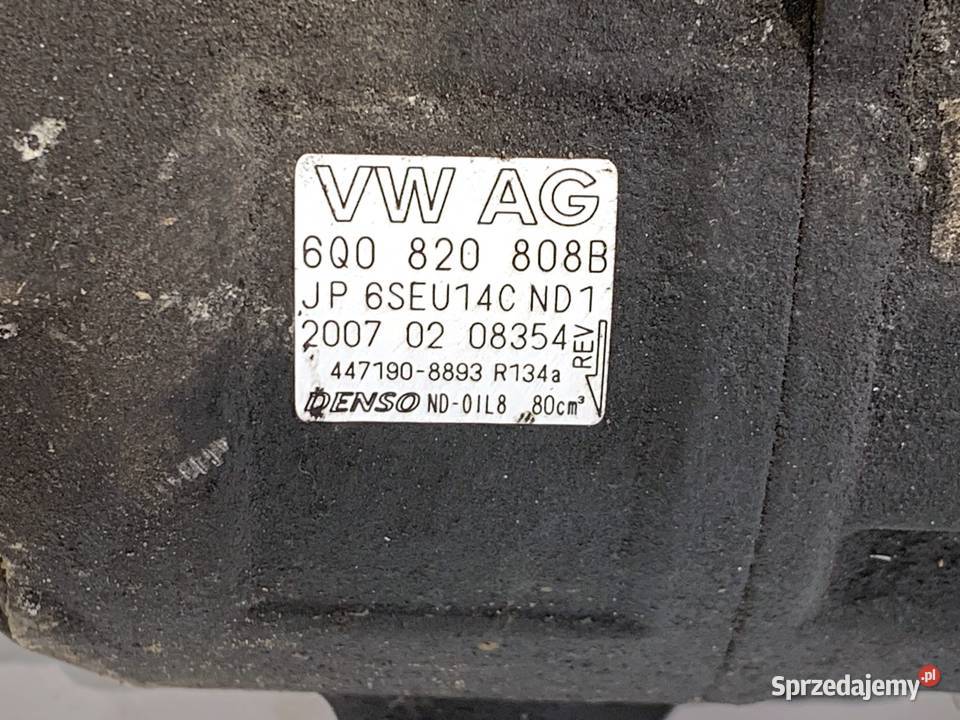 VW AG
6Q0 820 808B
JP 6SEU14C ND1
2007 02 08354
REV
447190-8893 R134a
DENSO ND-OIL8 80cm³
Sprzedajemy.pl